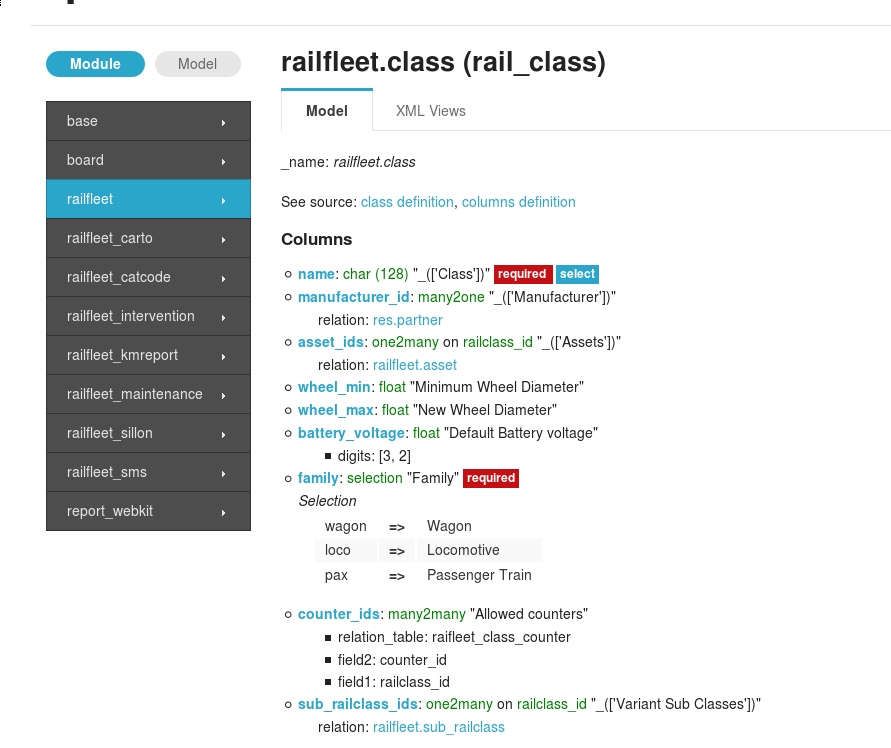 Module
Model
base
board
railfleet
railfleet_carto
railfleet_catcode
railfleet_intervention
railfleet_kmreport
railfleet_maintenance
railfleet_sillon
railfleet_sms
report_webkit
railfleet.class (rail_class)
Model
XML Views
_name: railfleet.class
See source: class definition, columns definition
Columns
name: char (128) "_(['Class'])" required select
manufacturer_id: many2one "_(['Manufacturer'])"
relation: res.partner
asset_ids: one2many on railclass_id "_(['Assets'])"
relation: railfleet.asset
wheel_min: float "Minimum Wheel Diameter"
wheel_max: float "New Wheel Diameter"
battery_voltage: float "Default Battery voltage"
digits: [3, 2]
family: selection "Family" required
Selection
wagon => Wagon
loco => Locomotive
pax => Passenger Train
counter_ids: many2many "Allowed counters"
relation_table: raifleet_class_counter
field2: counter_id
field1: railclass_id
sub_railclass_ids: one2many on railclass_id "_(['Variant Sub Classes'])"
relation: railfleet.sub_railclass